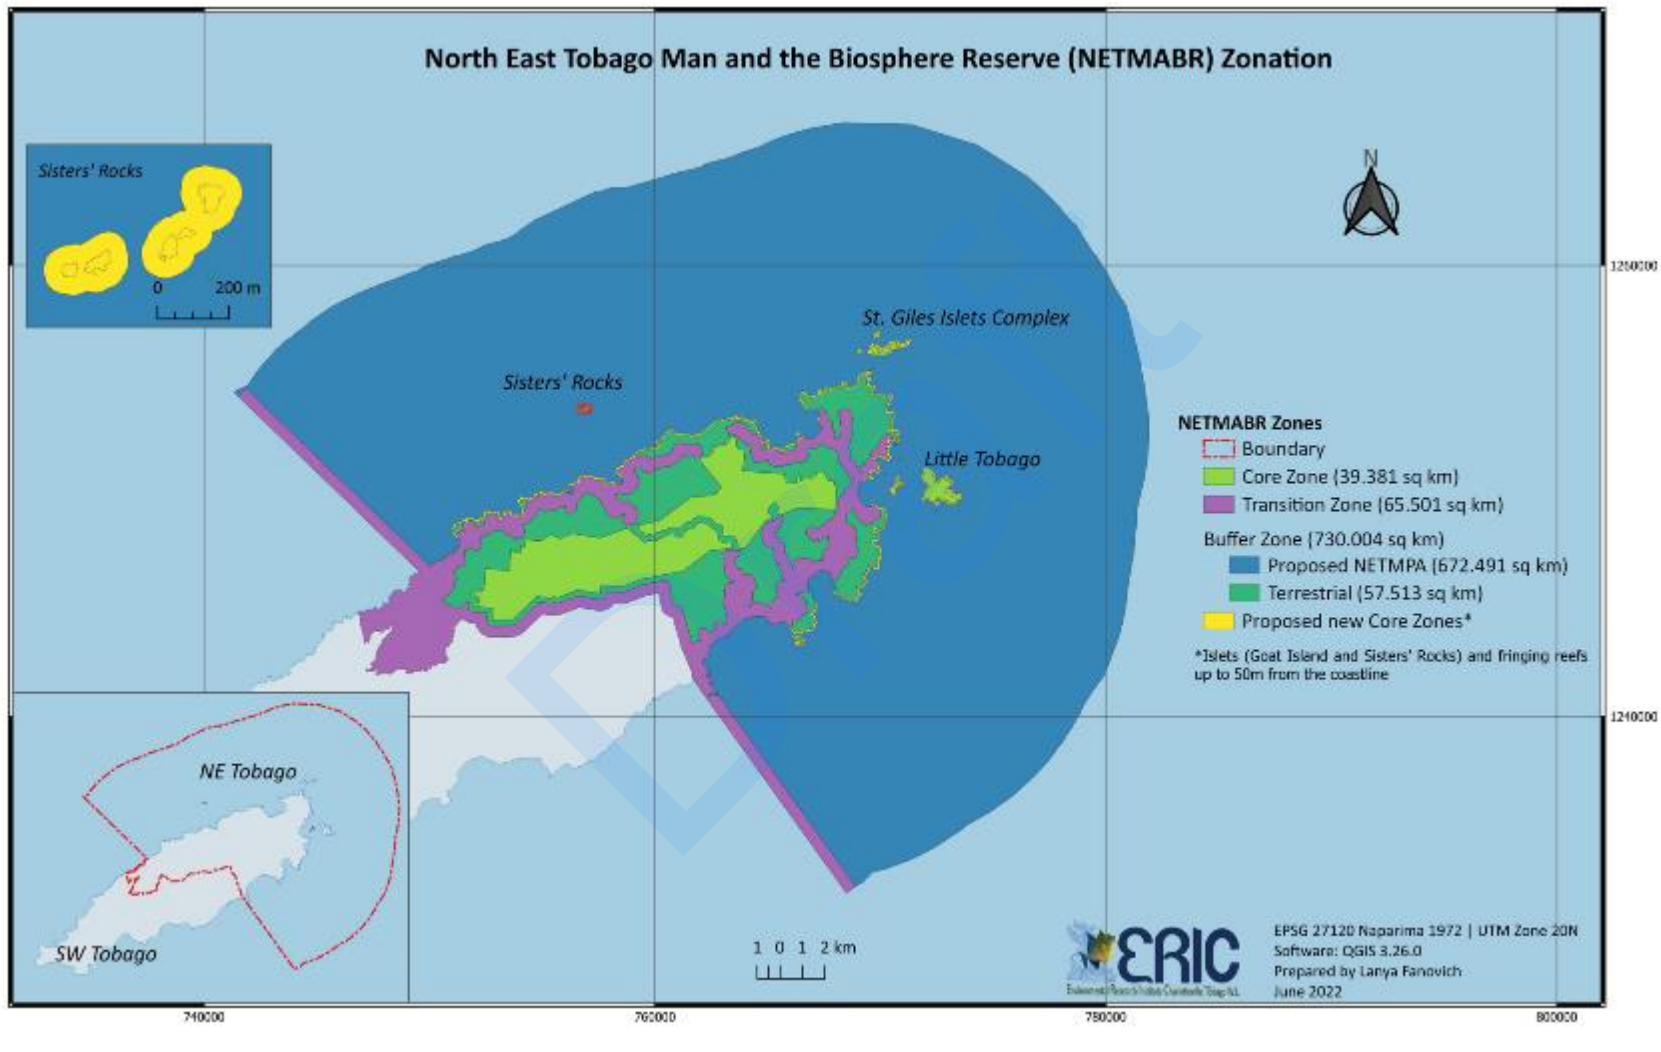 North East Tobago Man and the Biosphere Reserve (NETMABR) Zonation
Sisters' Rocks
0 200 m
N
1260000
St. Giles Islets Complex
Sisters' Rocks
Little Tobago
NETMABR Zones
Boundary
Core Zone (39.381 sq km)
Transition Zone (65.501 sq km)
Buffer Zone (730.004 sq km)
Proposed NETMPA (672.491 sq km)
Terrestrial (57.513 sq km)
Proposed new Core Zones*
*Islets (Goat Island and Sisters' Rocks) and fringing reefs
up to 50m from the coastline
1240000
NE Tobago
SW Tobago
1 0 1 2 km
ERIC
EPSG 27120 Naparima 1972 | UTM Zone 20N
Software: QGIS 3.26.0
Prepared by Lanya Fanovich
June 2022
740000 760000 780000 800000
Draft